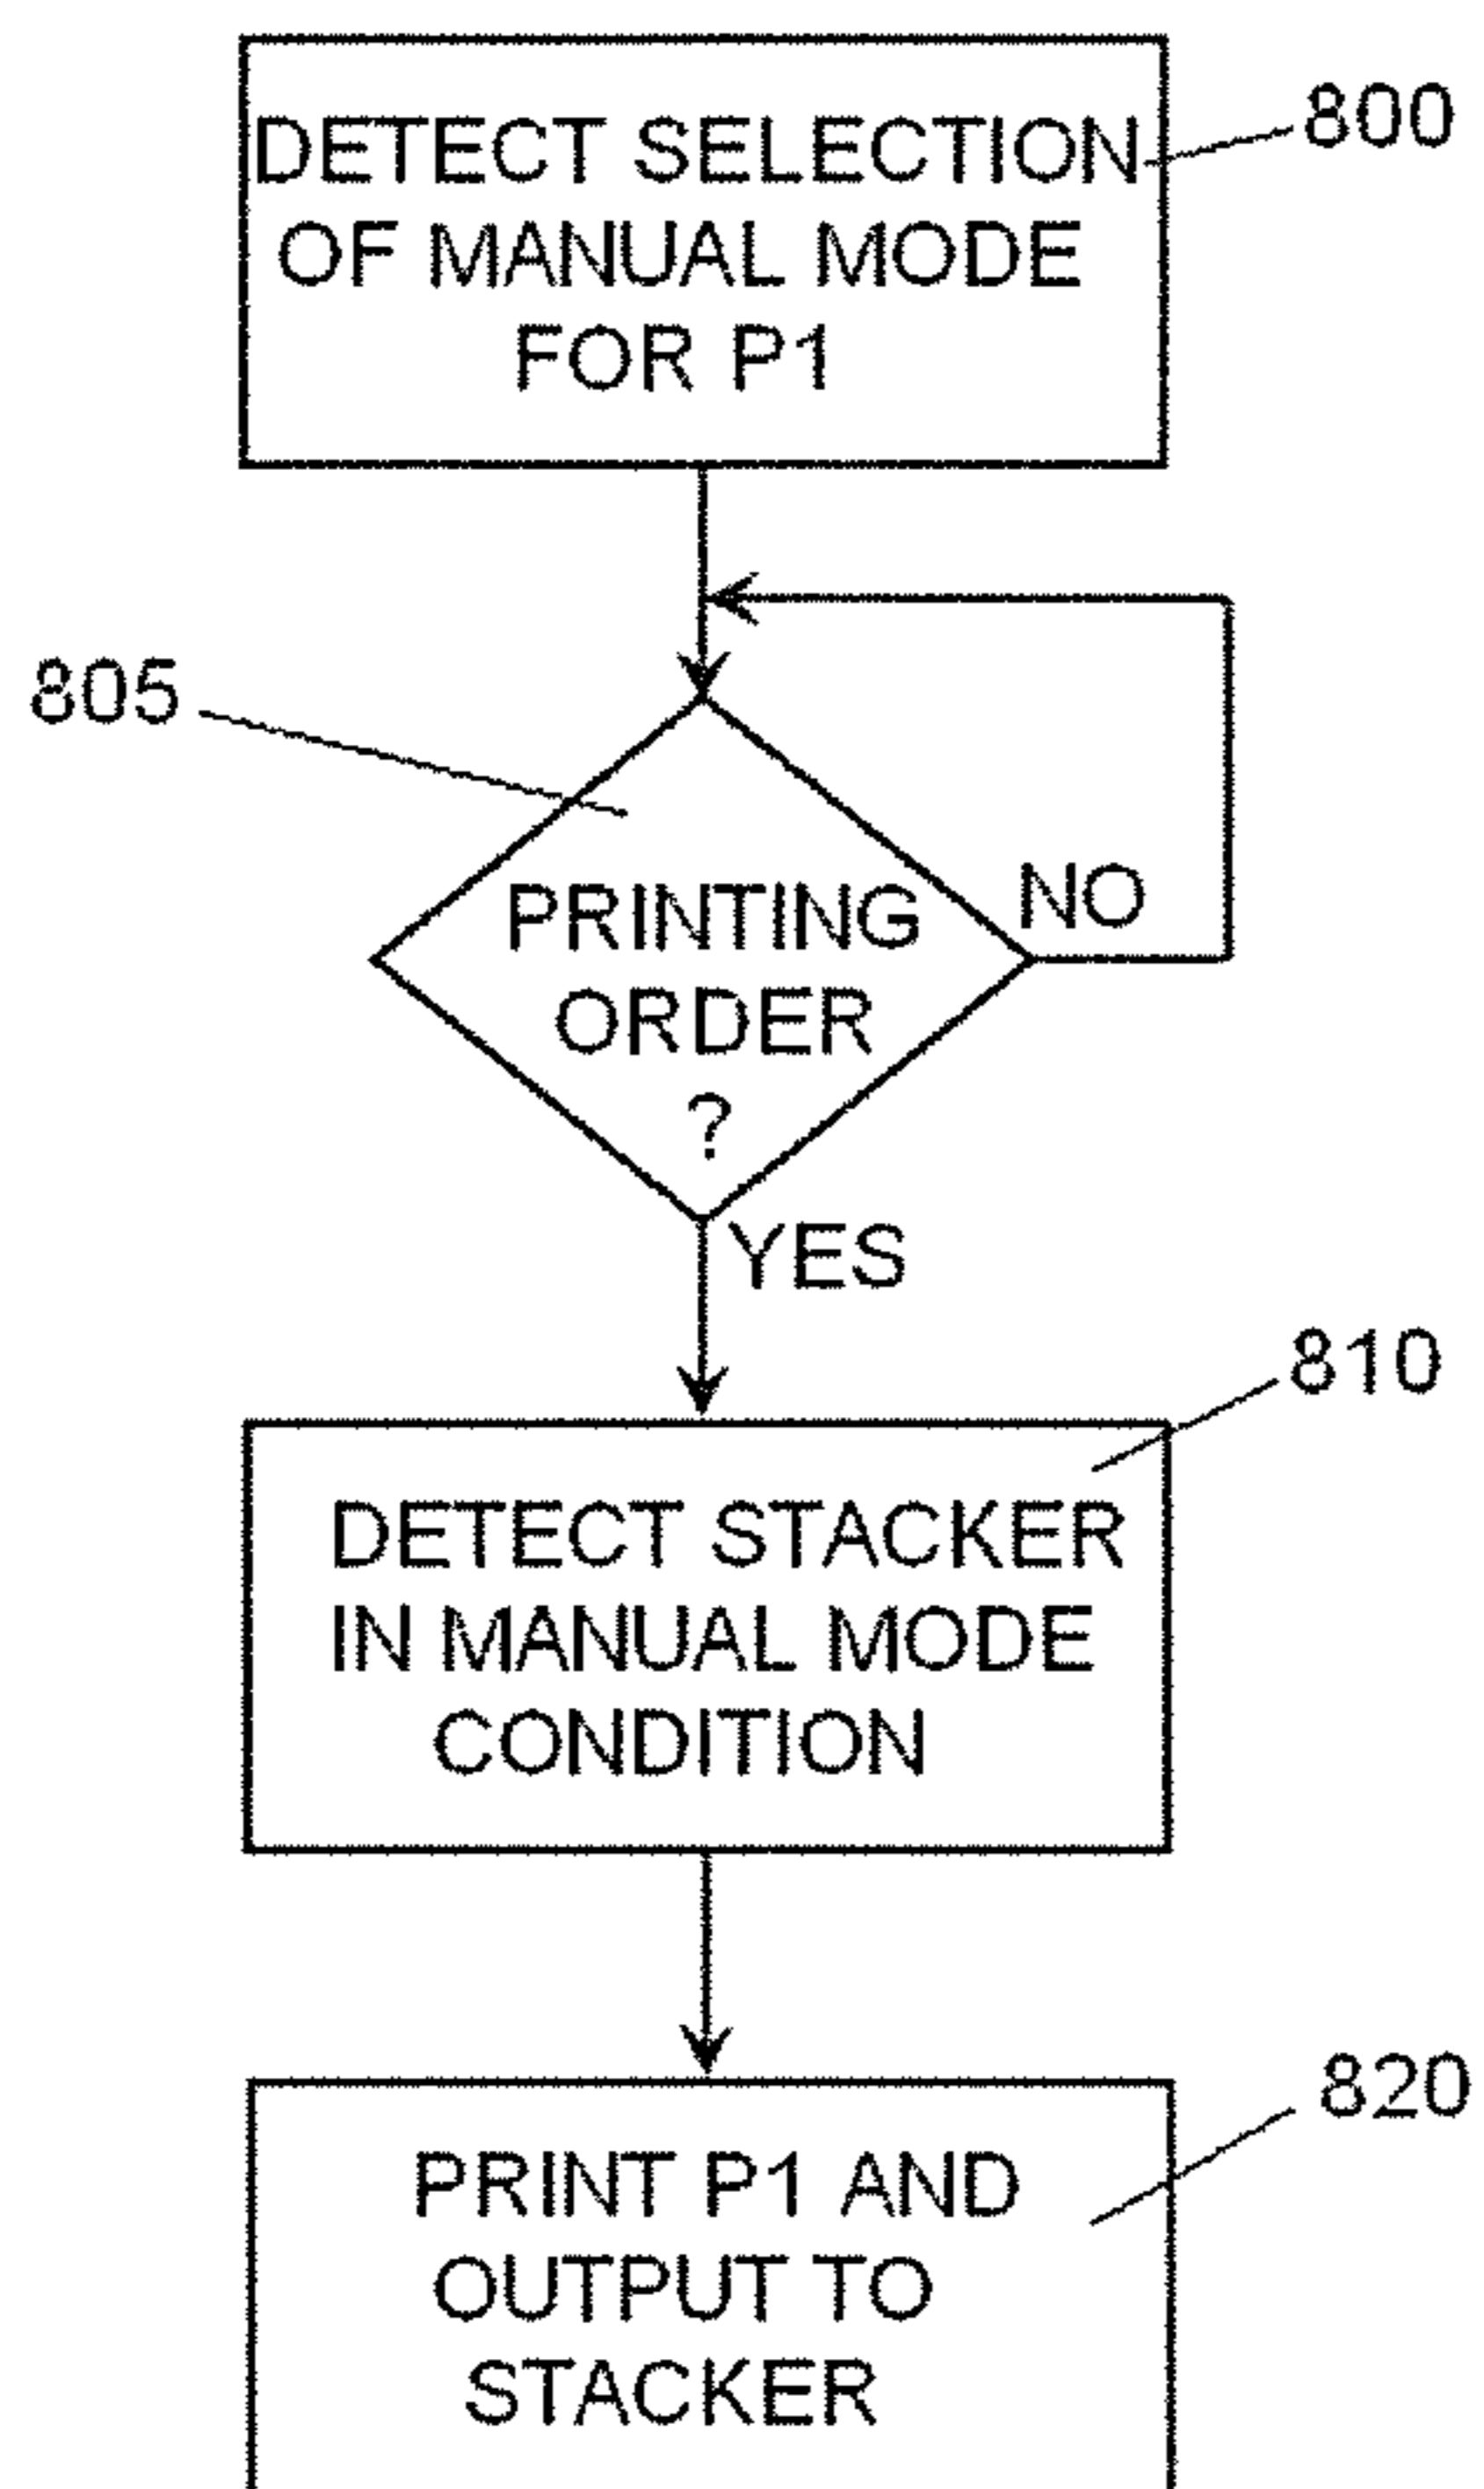 DETECT SELECTION
OF MANUAL MODE
FOR P1
800
805
PRINTING
ORDER
?
NO
YES
810
DETECT STACKER
IN MANUAL MODE
CONDITION
820
PRINT P1 AND
OUTPUT TO
STACKER